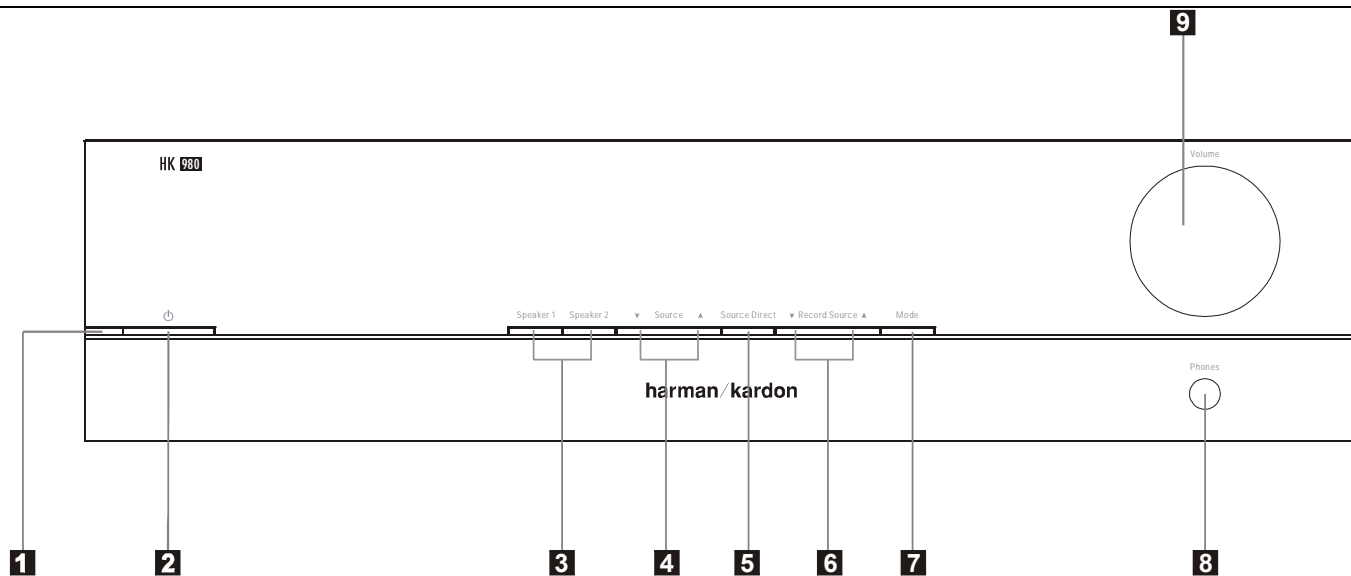 9
HK 980
Volume
Speaker 1 Speaker 2 ▼ Source ▲ Source Direct ▼ Record Source ▲ Mode
Phones
harman/kardon
1 2 3 4 5 6 7 8